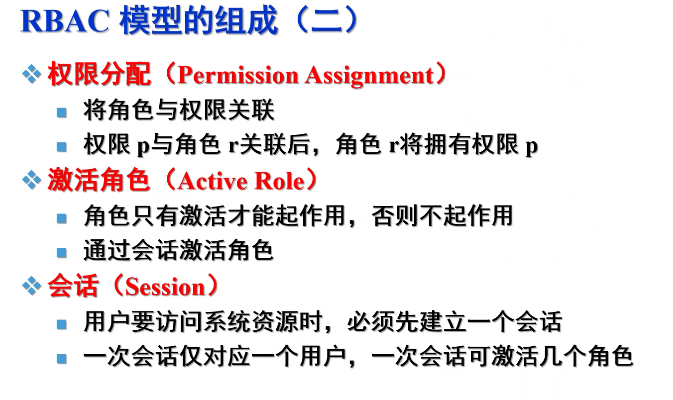 RBAC 模型的组成（二）
权限分配（Permission Assignment）
将角色与权限关联
权限 p与角色 r关联后，角色 r将拥有权限 p
激活角色（Active Role）
角色只有激活才能起作用，否则不起作用
通过会话激活角色
会话（Session）
用户要访问系统资源时，必须先建立一个会话
一次会话仅对应一个用户，一次会话可激活几个角色